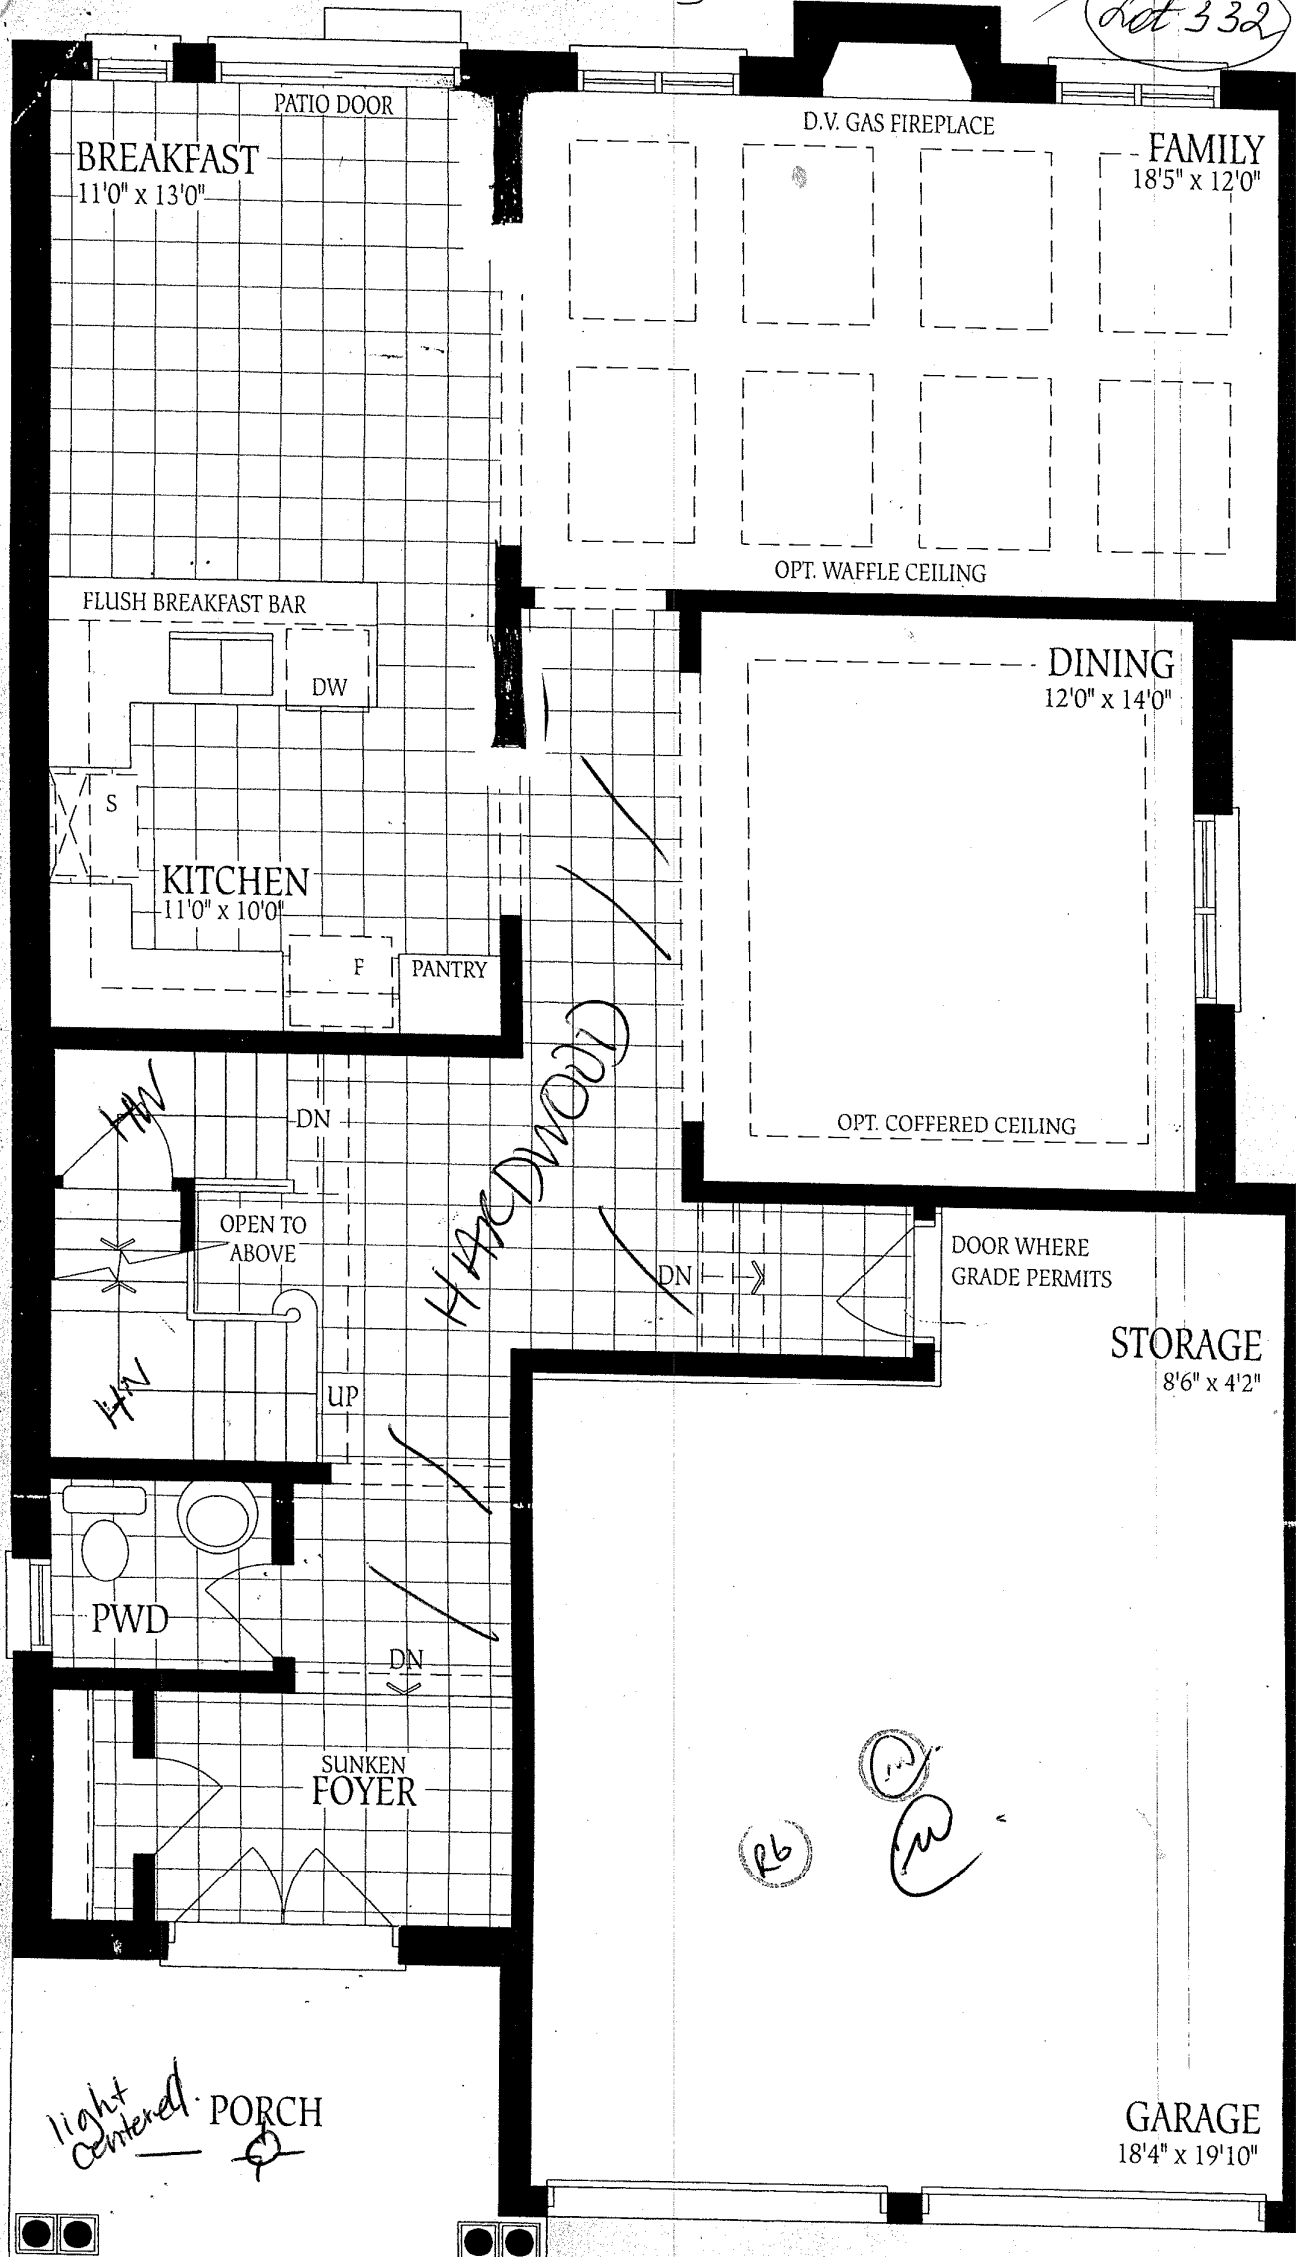 Lot 332
PATIO DOOR
D.V. GAS FIREPLACE
BREAKFAST
11'0" x 13'0"
FAMILY
18'5" x 12'0"
OPT. WAFFLE CEILING
FLUSH BREAKFAST BAR
DW
DINING
12'0" x 14'0"
S
KITCHEN
11'0" x 10'0"
F
PANTRY
HARDWOOD
HW
DN
OPT. COFFERED CEILING
OPEN TO
ABOVE
DN
DOOR WHERE
GRADE PERMITS
STORAGE
8'6" x 4'2"
HW
UP
PWD
DN
SUNKEN
FOYER
Rb
light
centered.
PORCH
GARAGE
18'4" x 19'10"